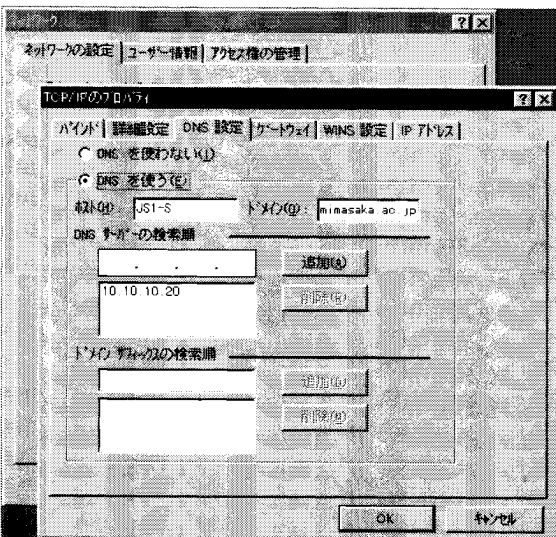 ネットワーク
ネットワークの設定 ユーザー情報 アクセス権の管理
TCP/IPのプロパティ
バインド 詳細設定 DNS 設定 ゲートウェイ WINS 設定 IP アドレス
DNS を使わない(I)
DNS を使う(E)
ホスト(H): JS1-S ドメイン(O): mimasaka.ac.jp
DNS サーバーの検索順
. . . 追加(A)
10.10.10.20 削除(R)
ドメイン サフィックスの検索順
追加(D)
削除(M)
OK キャンセル